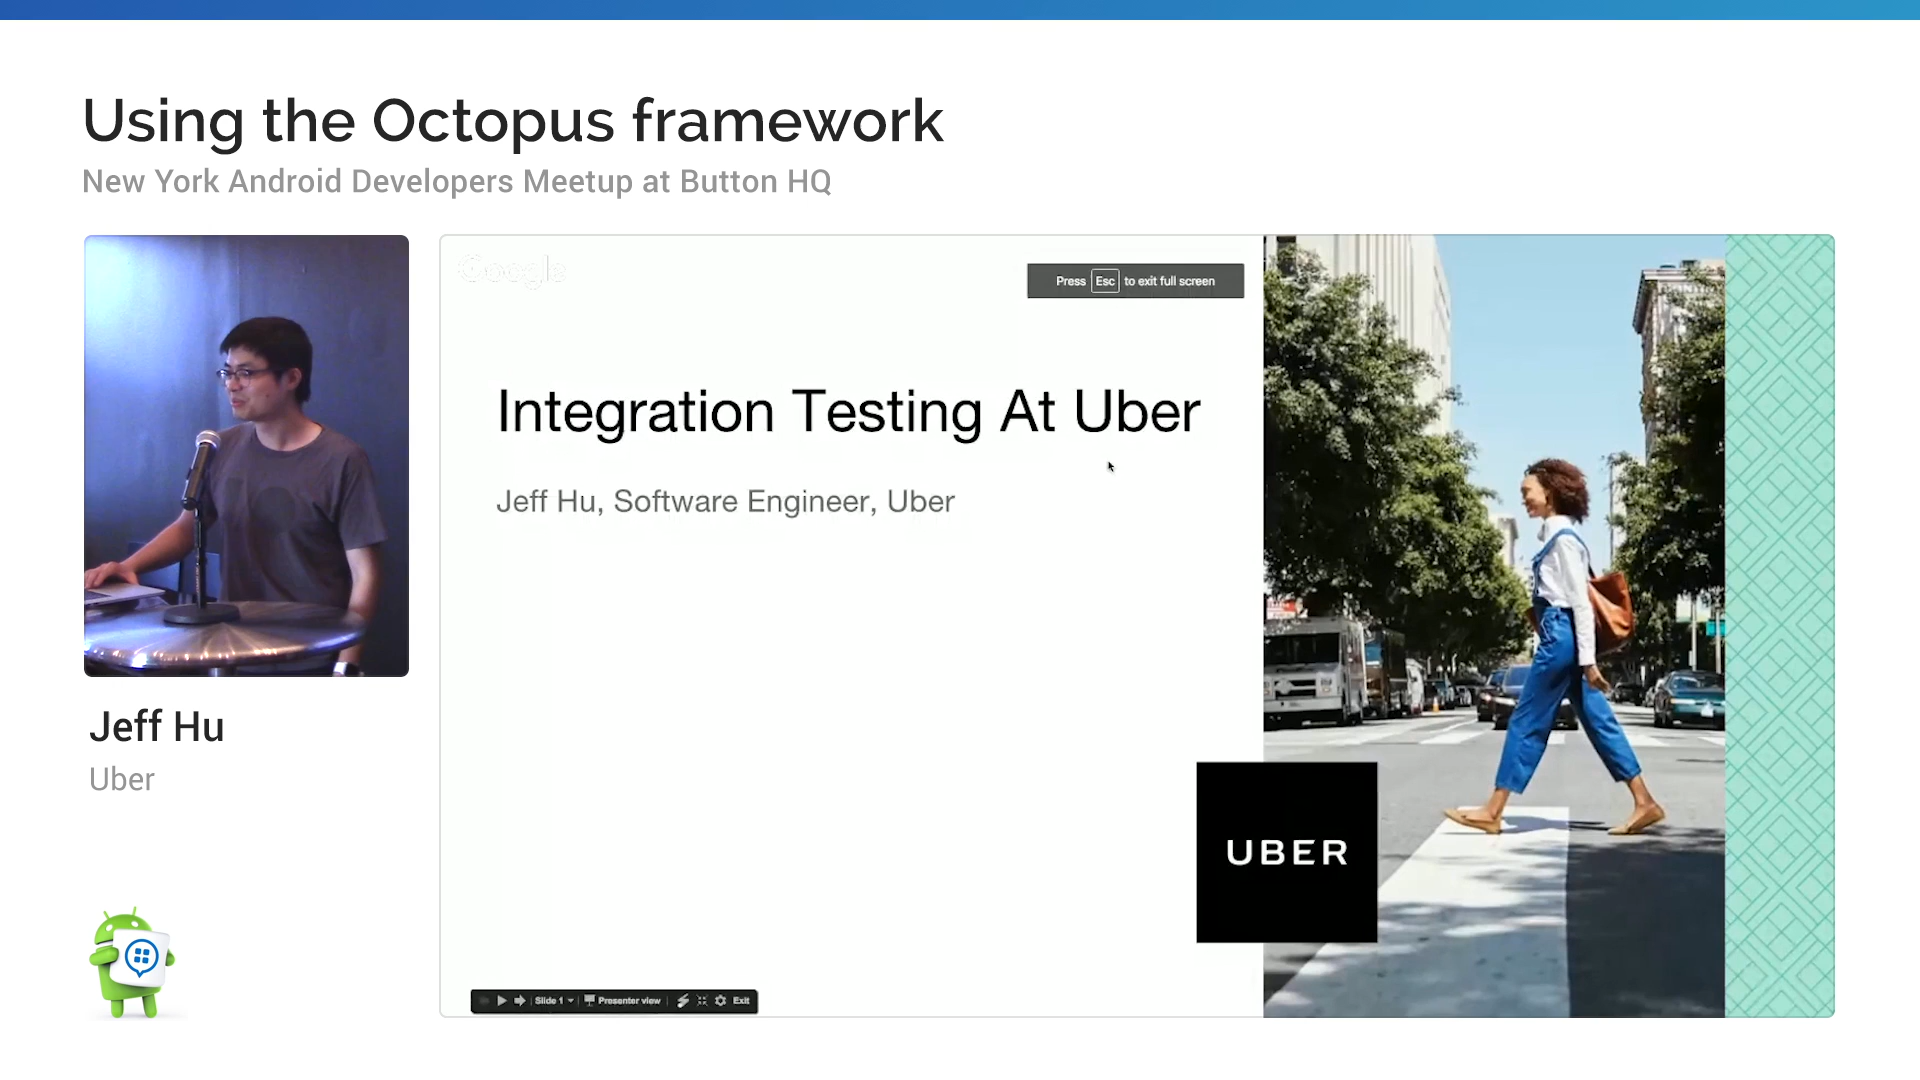 Using the Octopus framework
New York Android Developers Meetup at Button HQ
Google
Press Esc to exit full screen
Integration Testing At Uber
Jeff Hu, Software Engineer, Uber
UBER
Slide 1 Presenter view Exit
Jeff Hu
Uber